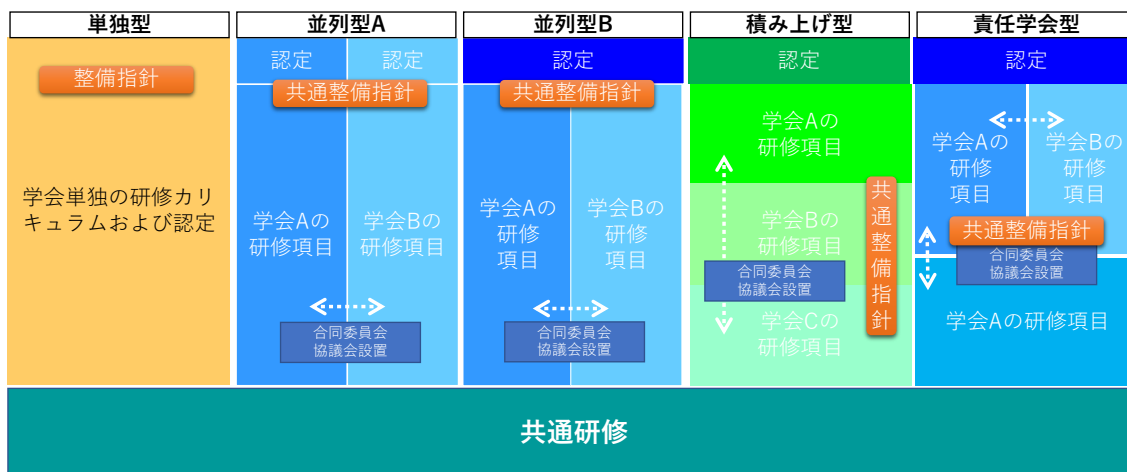 単独型
整備指針
学会単独の研修カリ
キュラムおよび認定
並列型A
認定
認定
共通整備指針
学会Aの
研修項目
学会Bの
研修項目
合同委員会
協議会設置
並列型B
認定
共通整備指針
学会Aの
研修
項目
学会Bの
研修
項目
合同委員会
協議会設置
積み上げ型
認定
学会Aの
研修項目
学会Bの
研修項目
合同委員会
協議会設置
学会Cの
研修項目
共通整備指針
責任学会型
認定
学会Aの
研修
項目
学会Bの
研修
項目
共通整備指針
合同委員会
協議会設置
学会Aの研修項目
共通研修